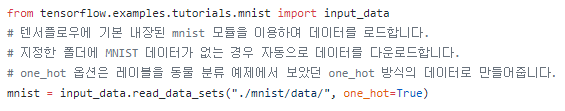 from tensorflow.examples.tutorials.mnist import input_data
# 텐서플로우에 기본 내장된 mnist 모듈을 이용하여 데이터를 로드합니다.
# 지정한 폴더에 MNIST 데이터가 없는 경우 자동으로 데이터를 다운로드합니다.
# one_hot 옵션은 레이블을 동물 분류 예제에서 보았던 one_hot 방식의 데이터로 만들어줍니다.
mnist = input_data.read_data_sets("./mnist/data/", one_hot=True)